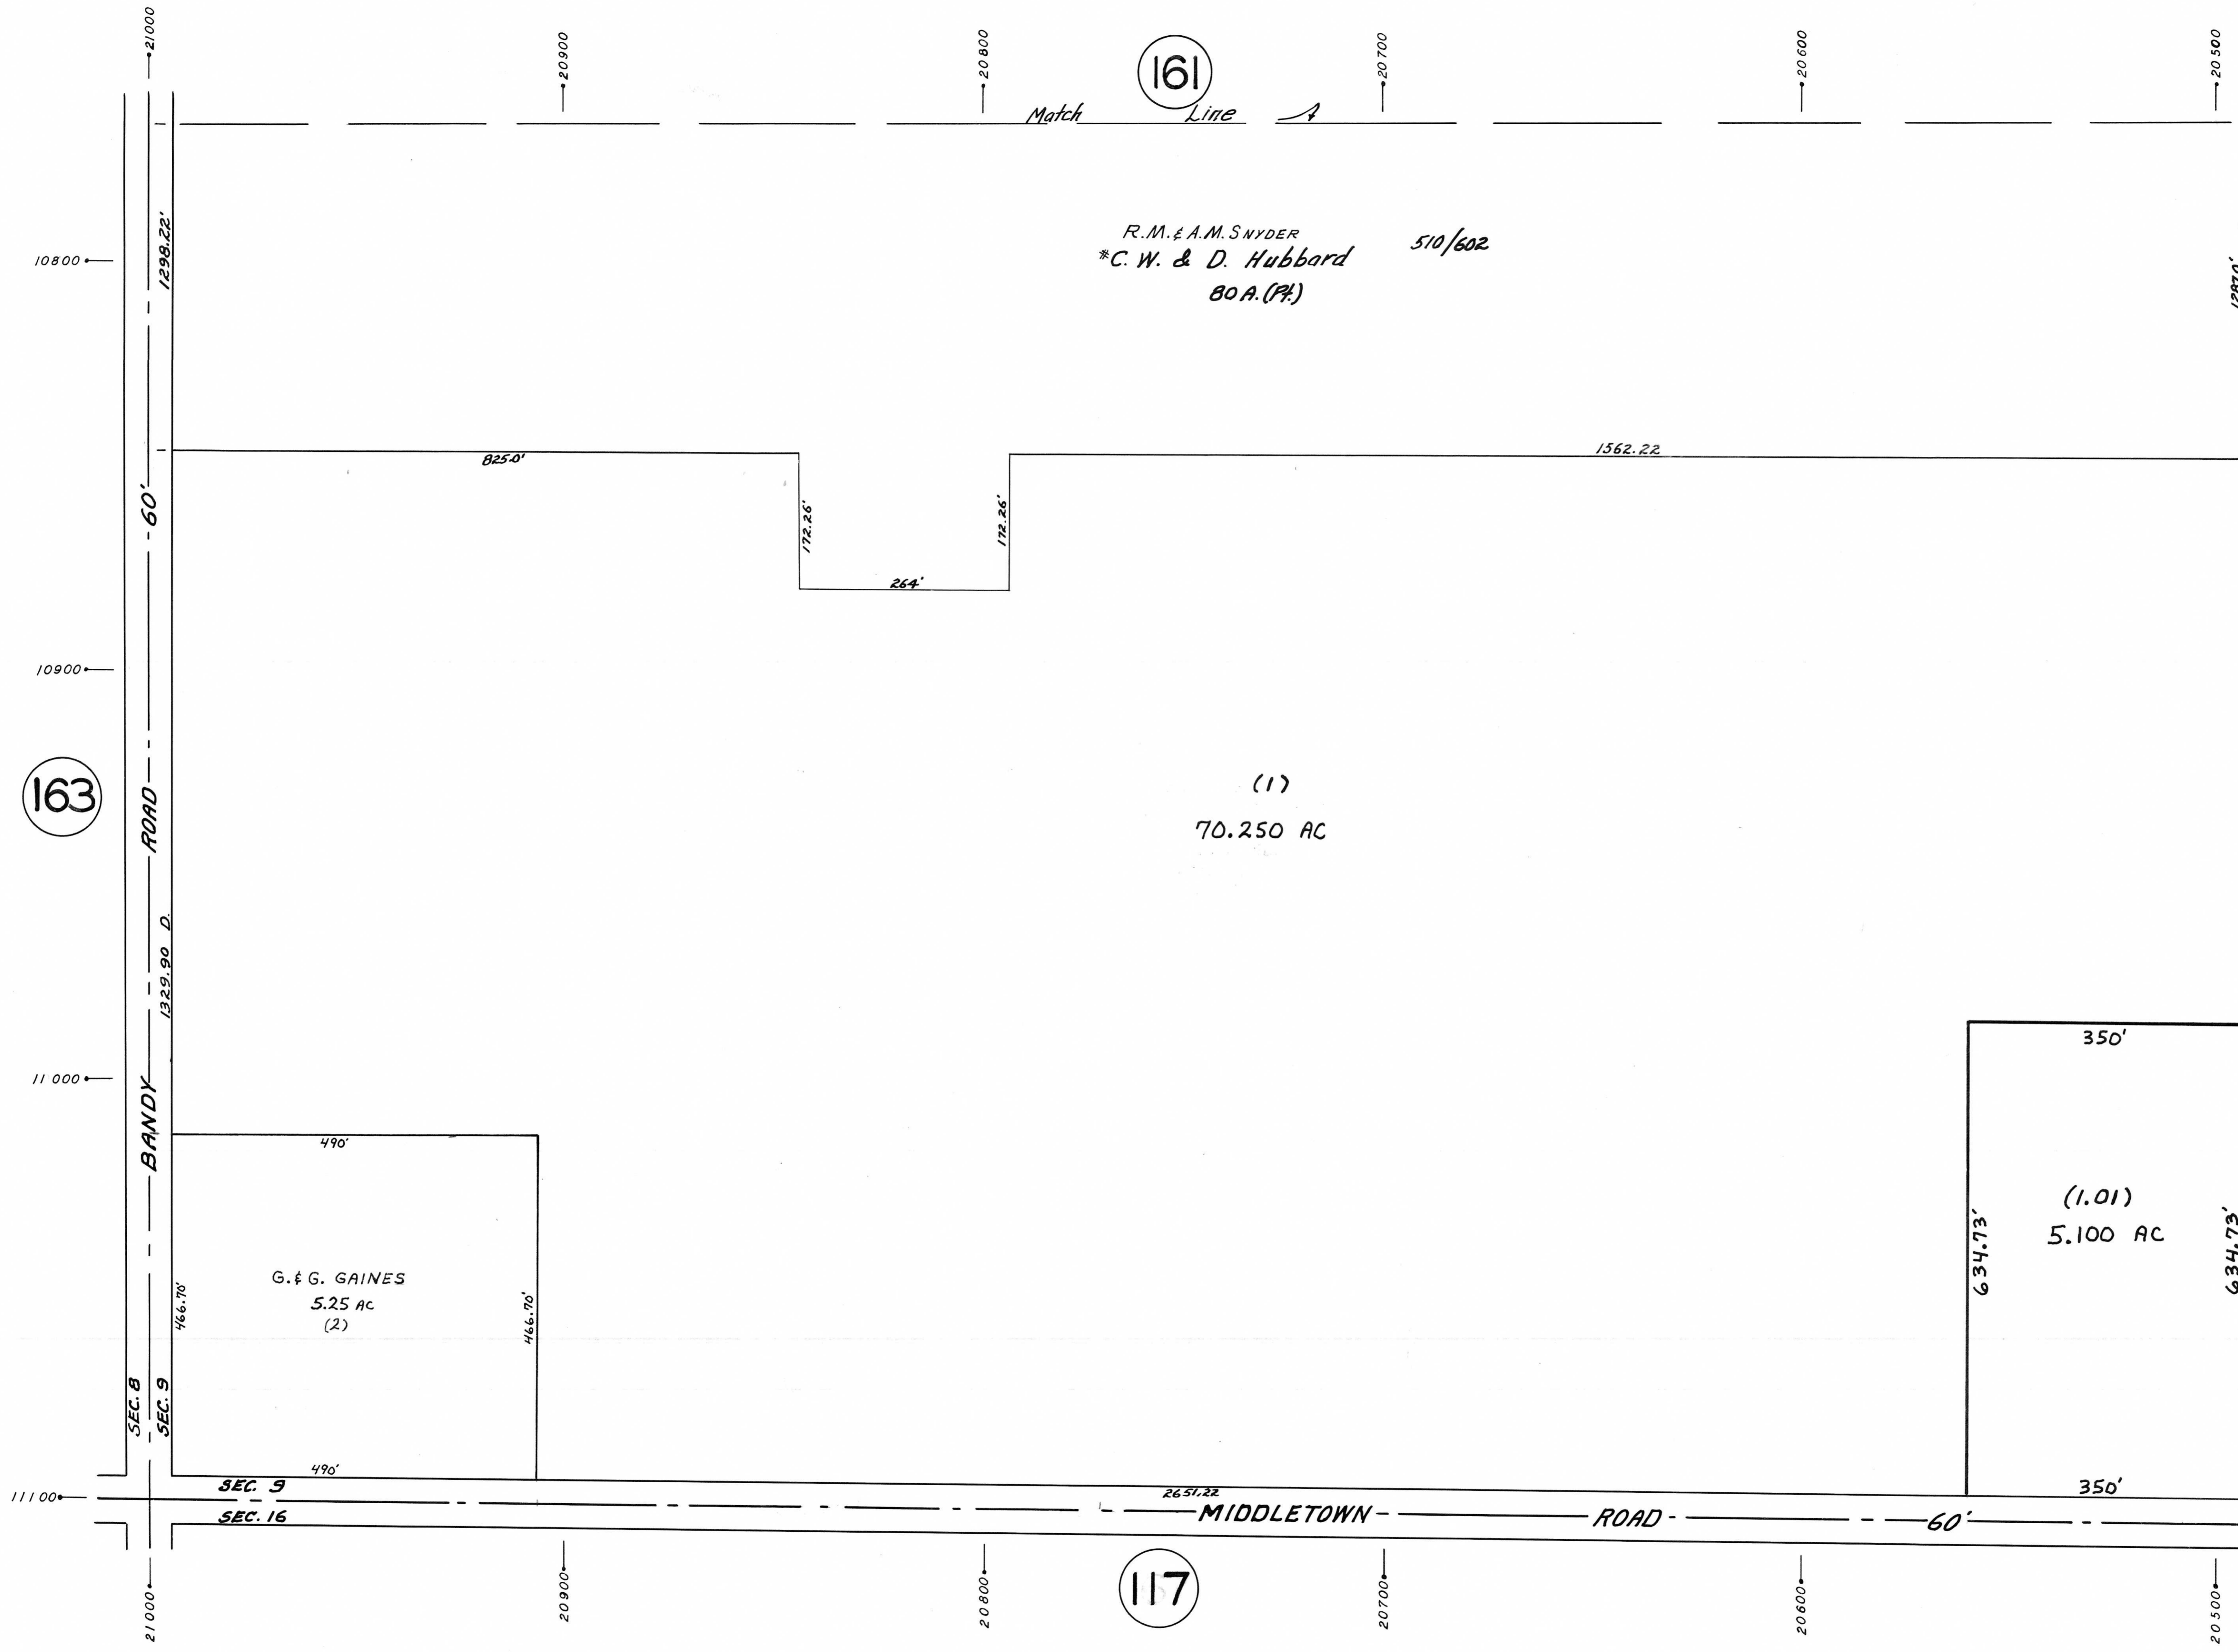 21000
20900
20800
161
20700
20600
20500
Match Line A
1298.22'
R.M. & A.M. SNYDER
510/602
*C. W. & D. Hubbard
80 A. (Pt.)
10800
825.0'
1562.22
60'
172.26'
172.26'
264'
10900
163
ROAD
(1)
70.250 AC
1329.90 D.
350'
11000
BANDY
490'
(1.01)
5.100 AC
634.73'
634.73'
G. & G. GAINES
5.25 AC
(2)
466.70'
466.70'
SEC. 8
SEC. 9
490'
SEC. 9
350'
11100
2651.22
SEC. 16
MIDDLETOWN ROAD 60'
117
21000
20900
20800
20700
20600
20500